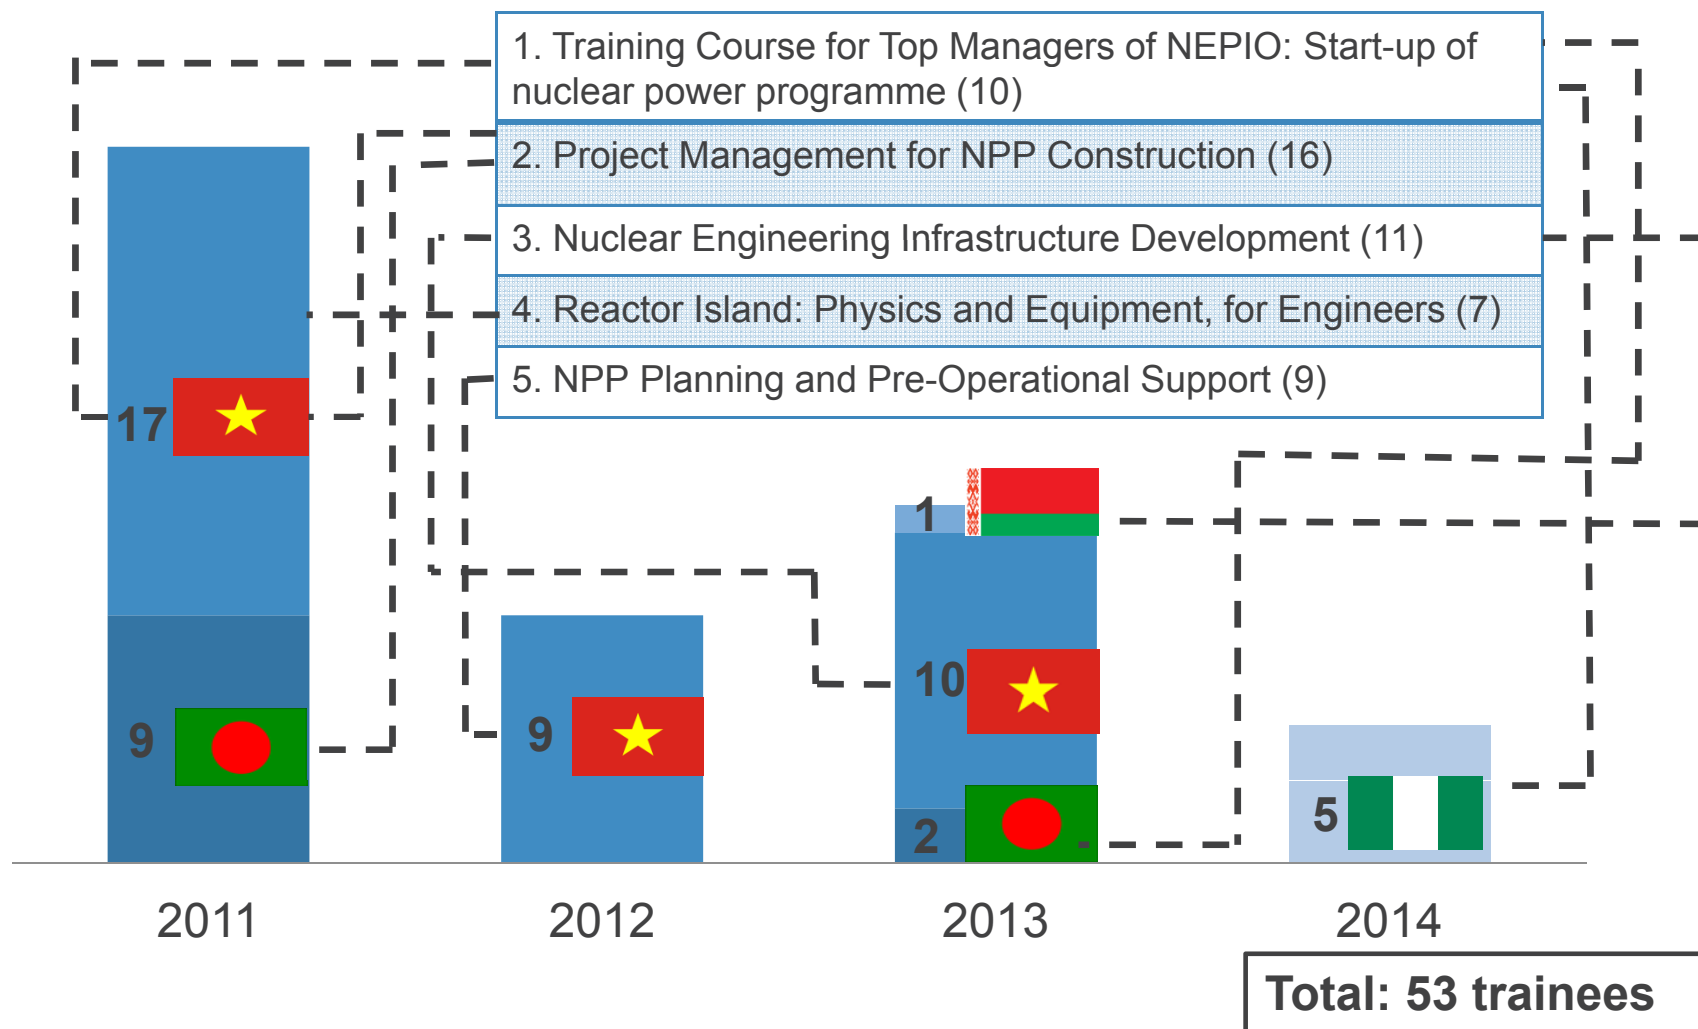 1. Training Course for Top Managers of NEPIO: Start-up of
nuclear power programme (10)
2. Project Management for NPP Construction (16)
3. Nuclear Engineering Infrastructure Development (11)
4. Reactor Island: Physics and Equipment, for Engineers (7)
5. NPP Planning and Pre-Operational Support (9)
17
9
9
1
10
2
5
2011
2012
2013
2014
Total: 53 trainees